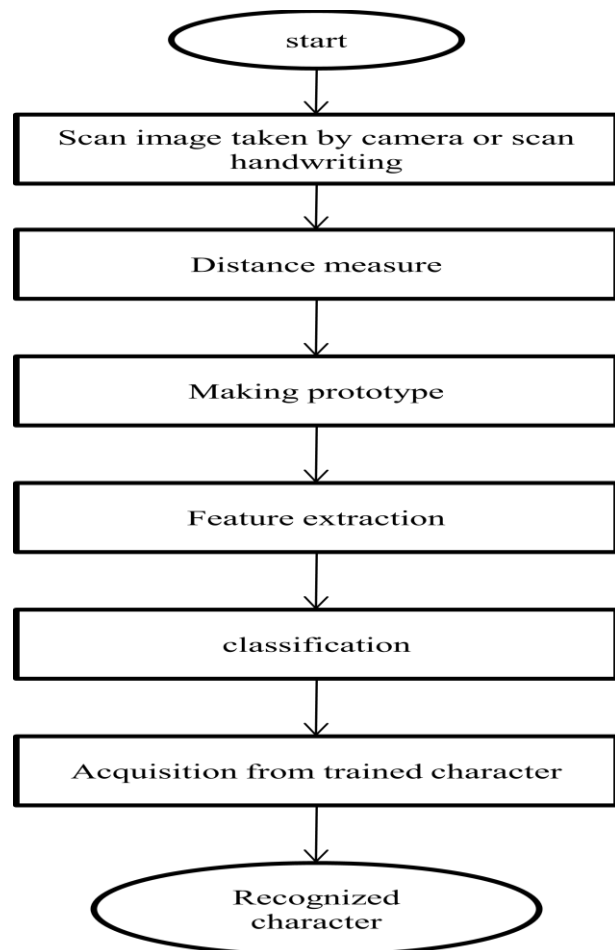 start
Scan image taken by camera or scan
handwriting
Distance measure
Making prototype
Feature extraction
classification
Acquisition from trained character
Recognized
character